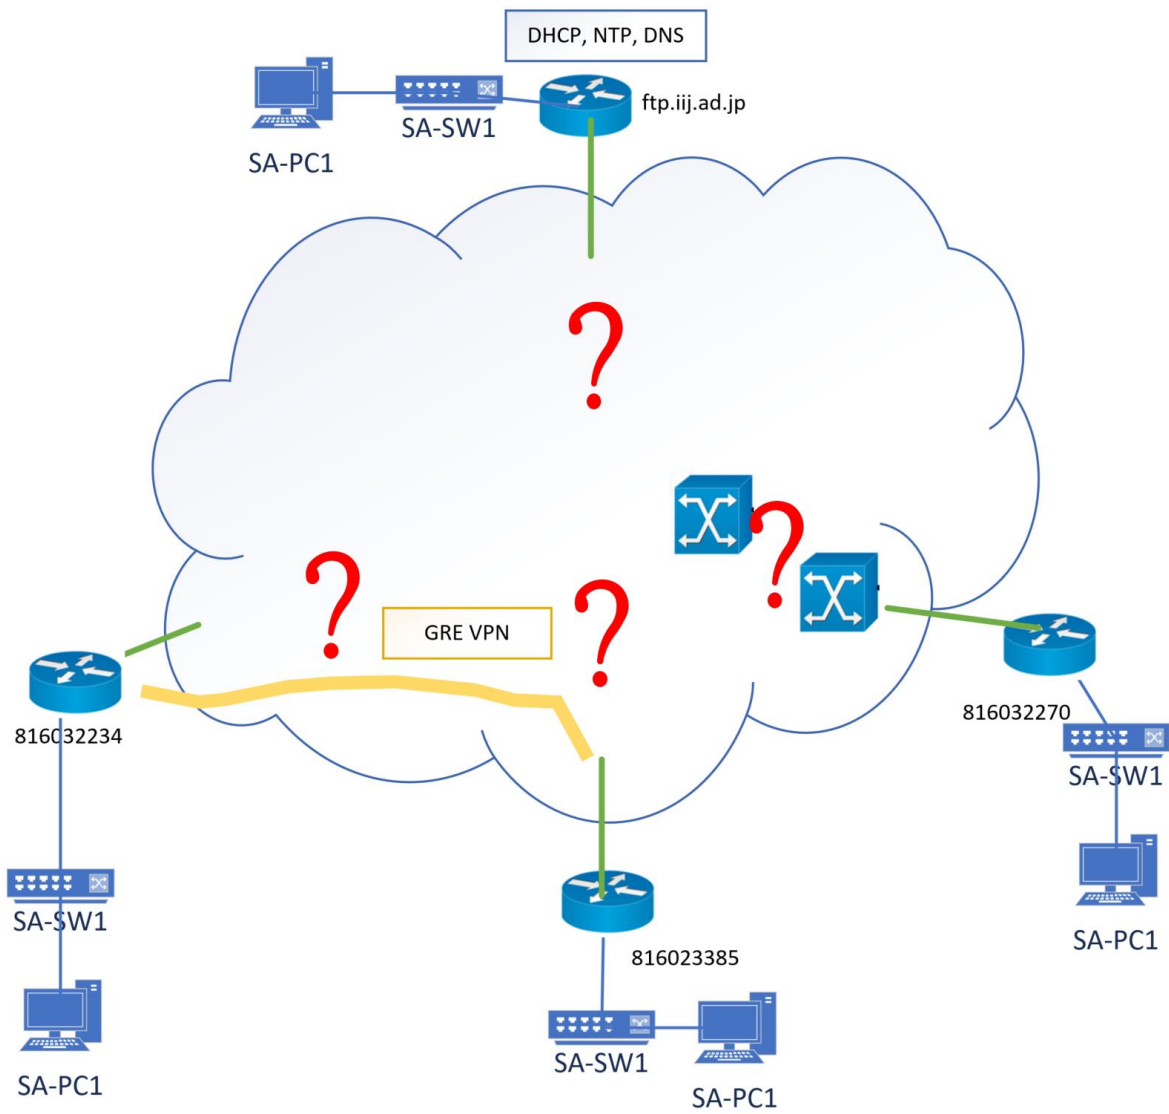 DHCP, NTP, DNS
ftp.iij.ad.jp
SA-SW1
SA-PC1
?
?
?
?
GRE VPN
816032234
816032270
SA-SW1
SA-SW1
SA-PC1
816023385
SA-SW1
SA-PC1
SA-PC1